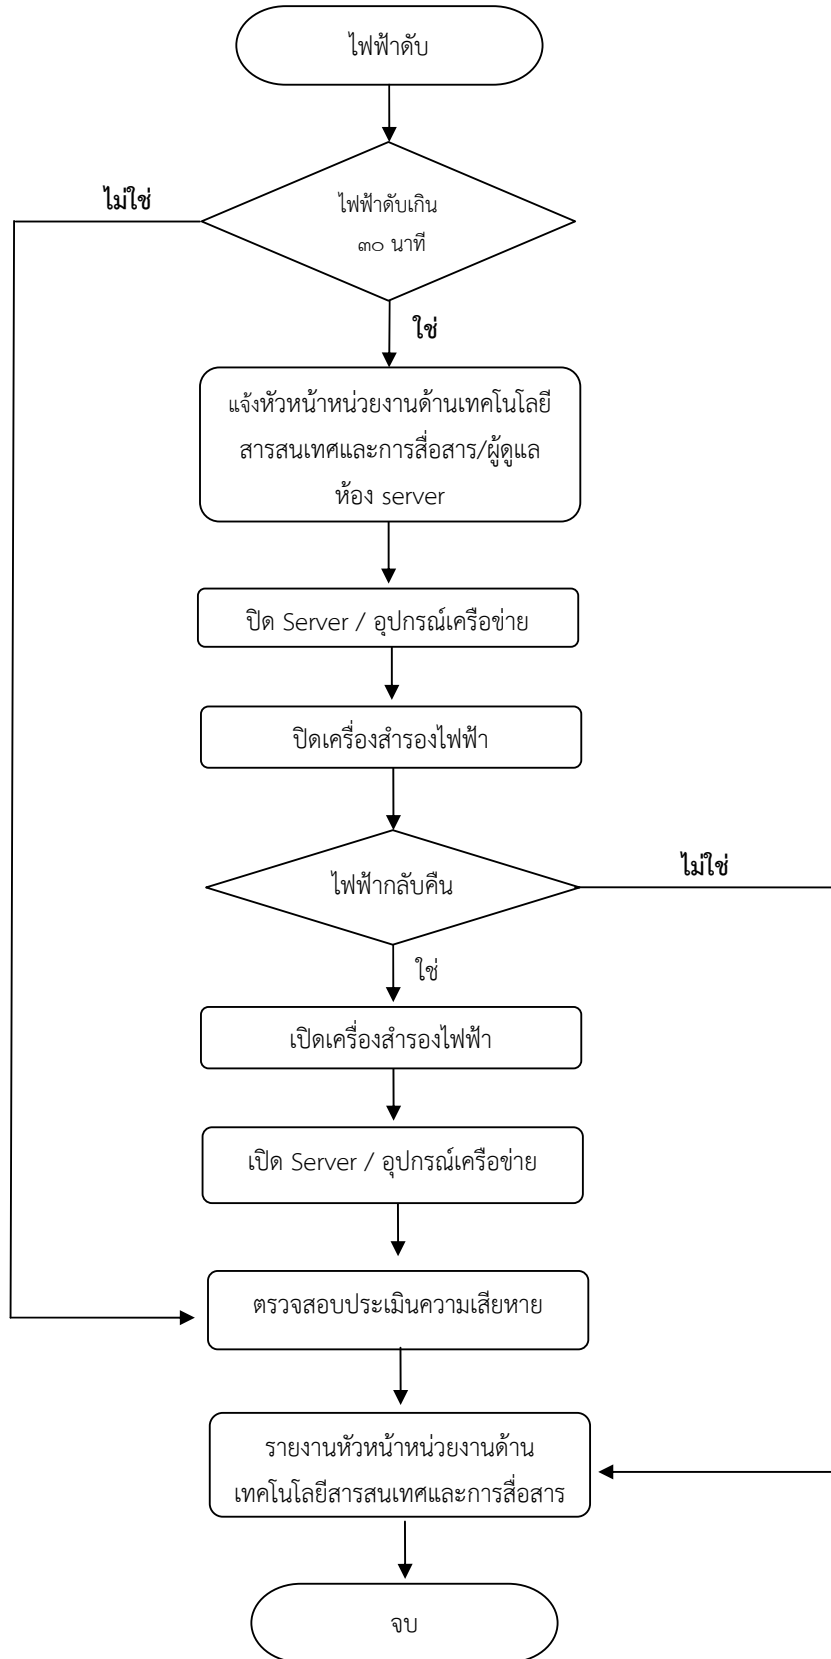 ไฟฟ้าดับ
ไม่ใช่
ไฟฟ้าดับเกิน
๓๐ นาที
ใช่
แจ้งหัวหน้าหน่วยงานด้านเทคโนโลยี
สารสนเทศและการสื่อสาร/ผู้ดูแล
ห้อง server
ปิด Server / อุปกรณ์เครือข่าย
ปิดเครื่องสำรองไฟฟ้า
ไฟฟ้ากลับคืน
ไม่ใช่
ใช่
เปิดเครื่องสำรองไฟฟ้า
เปิด Server / อุปกรณ์เครือข่าย
ตรวจสอบประเมินความเสียหาย
รายงานหัวหน้าหน่วยงานด้าน
เทคโนโลยีสารสนเทศและการสื่อสาร
จบ